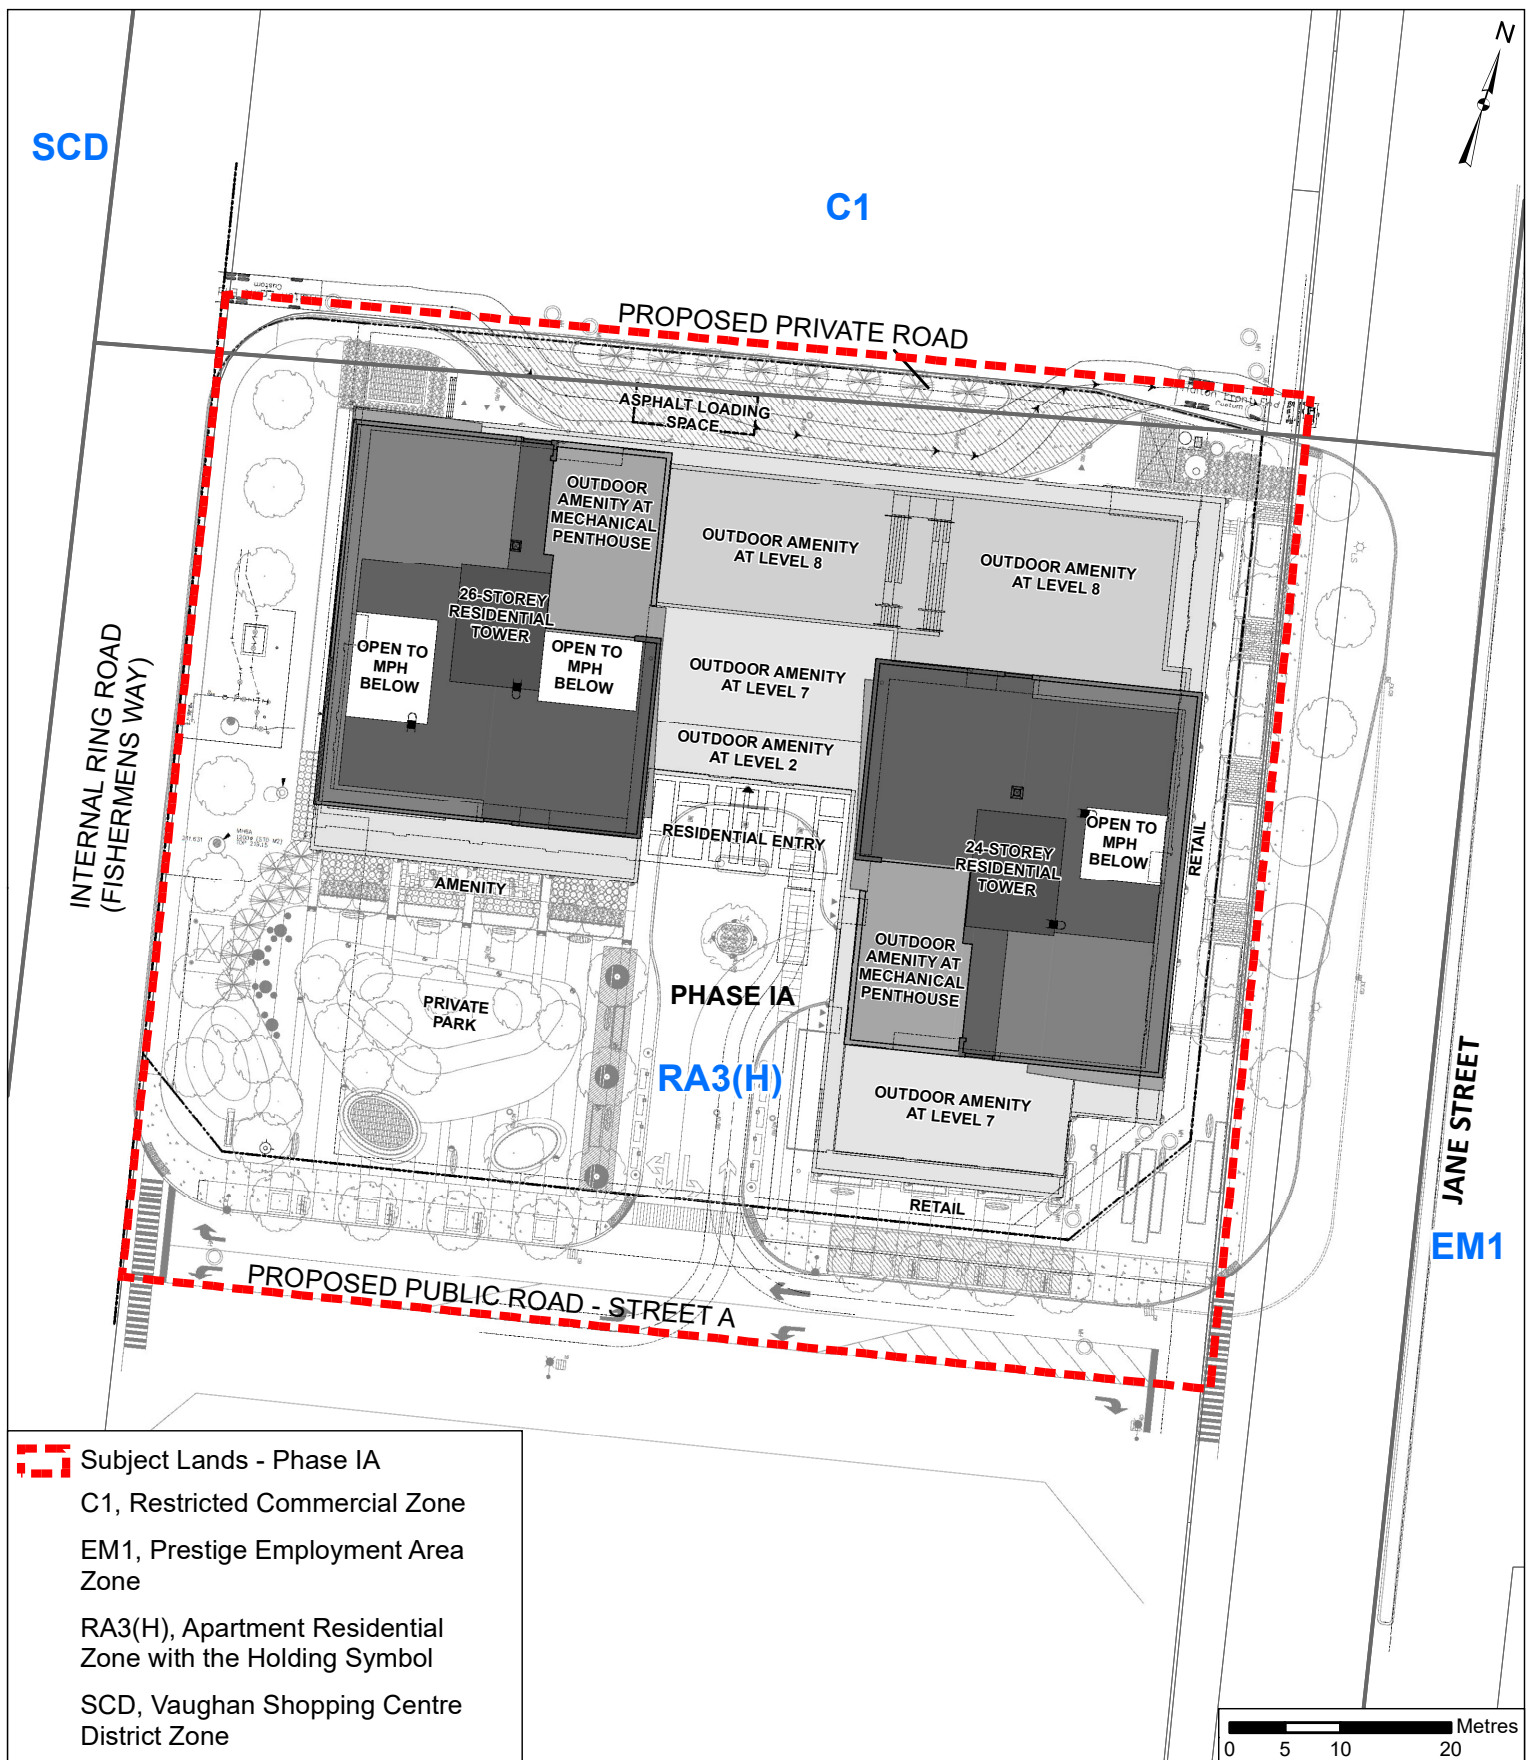 N
SCD
C1
PROPOSED PRIVATE ROAD
ASPHALT LOADING
SPACE
OUTDOOR
AMENITY AT
MECHANICAL
PENTHOUSE
OUTDOOR AMENITY
AT LEVEL 8
OUTDOOR AMENITY
AT LEVEL 8
26-STOREY
RESIDENTIAL
TOWER
OPEN TO
MPH
BELOW
OPEN TO
MPH
BELOW
OUTDOOR AMENITY
AT LEVEL 7
OUTDOOR AMENITY
AT LEVEL 2
INTERNAL RING ROAD
(FISHERMENS WAY)
RESIDENTIAL ENTRY
24-STOREY
RESIDENTIAL
TOWER
OPEN TO
MPH
BELOW
RETAIL
AMENITY
OUTDOOR
AMENITY AT
MECHANICAL
PENTHOUSE
PRIVATE
PARK
PHASE IA
RA3(H)
OUTDOOR AMENITY
AT LEVEL 7
RETAIL
JANE STREET
EM1
PROPOSED PUBLIC ROAD - STREET A
Subject Lands - Phase IA
C1, Restricted Commercial Zone
EM1, Prestige Employment Area
Zone
RA3(H), Apartment Residential
Zone with the Holding Symbol
SCD, Vaughan Shopping Centre
District Zone
Metres
0 5 10 20